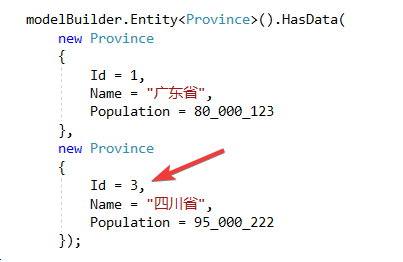 modelBuilder.Entity<Province>().HasData(
new Province
{
Id = 1,
Name = "广东省",
Population = 80_000_123
},
new Province
{
Id = 3,
Name = "四川省",
Population = 95_000_222
});